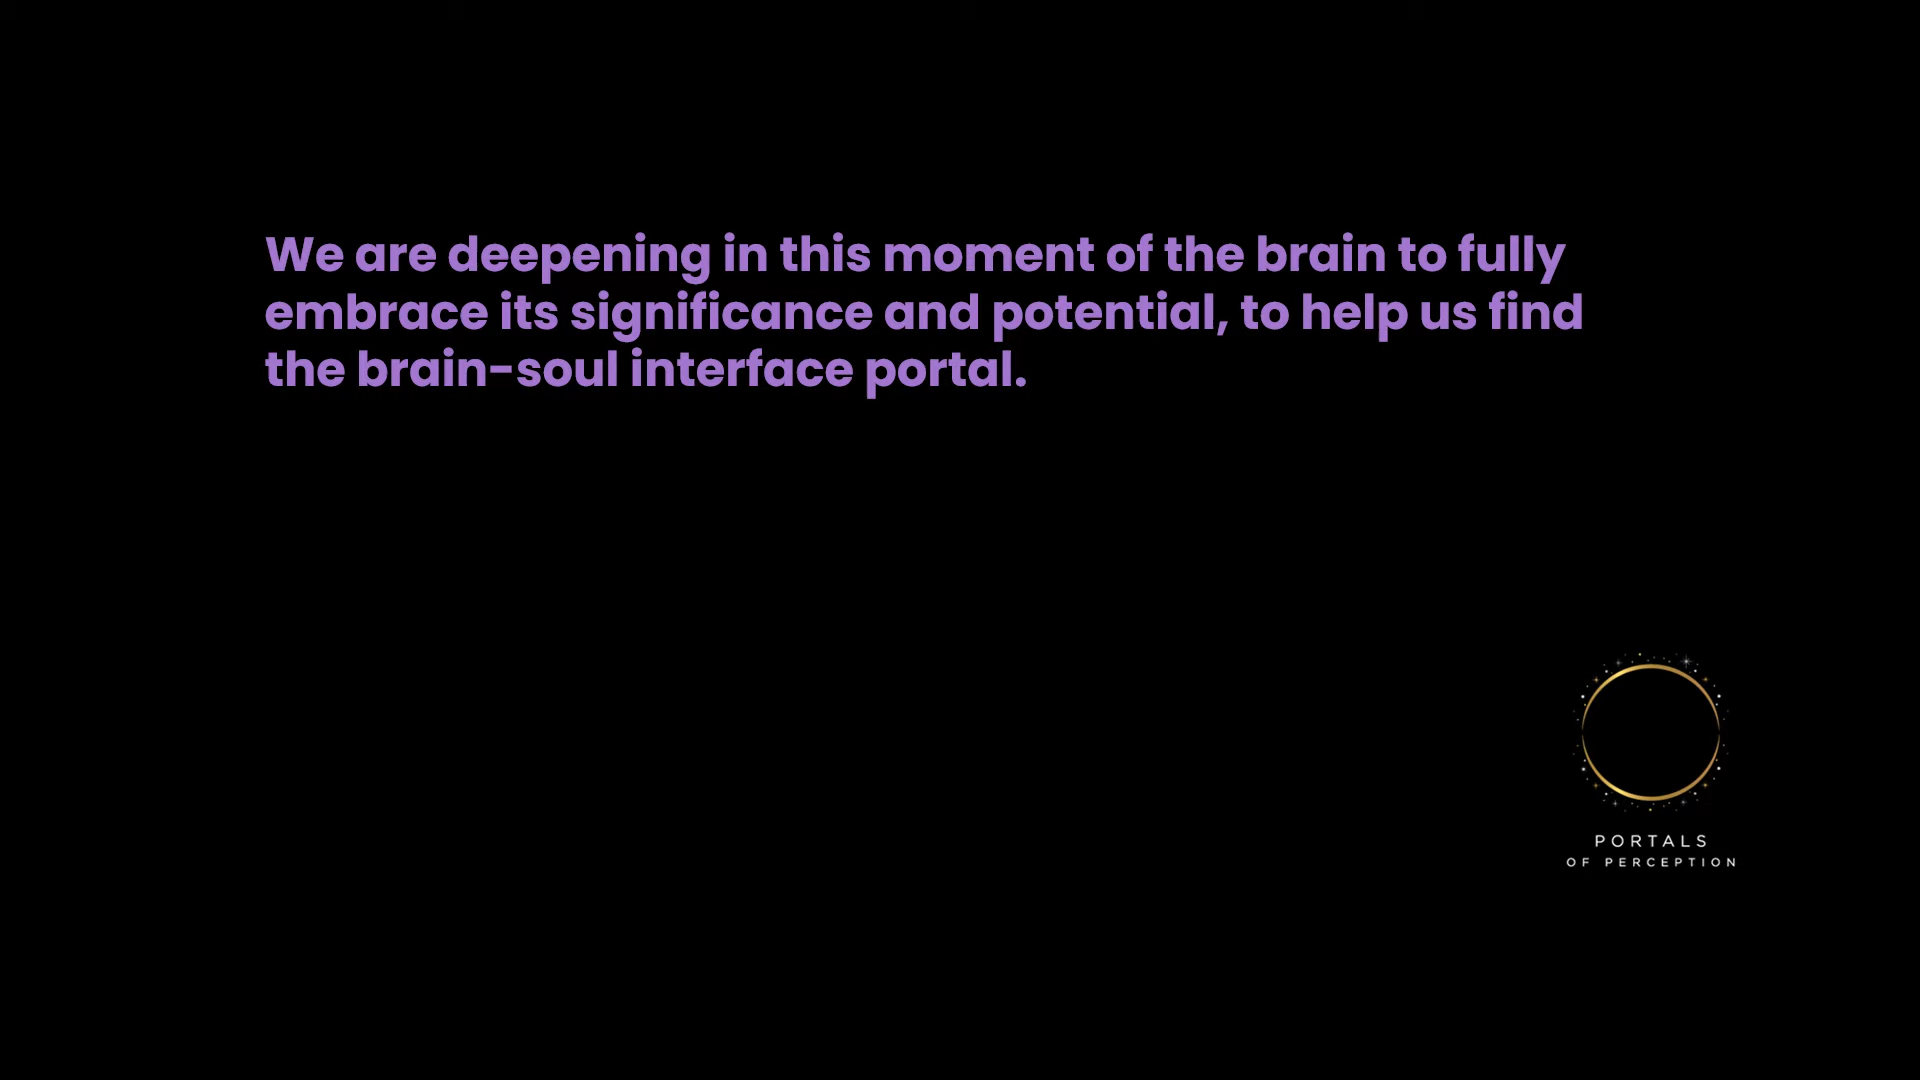 We are deepening in this moment of the brain to fully
embrace its significance and potential, to help us find
the brain-soul interface portal.
PORTALS
OF PERCEPTION